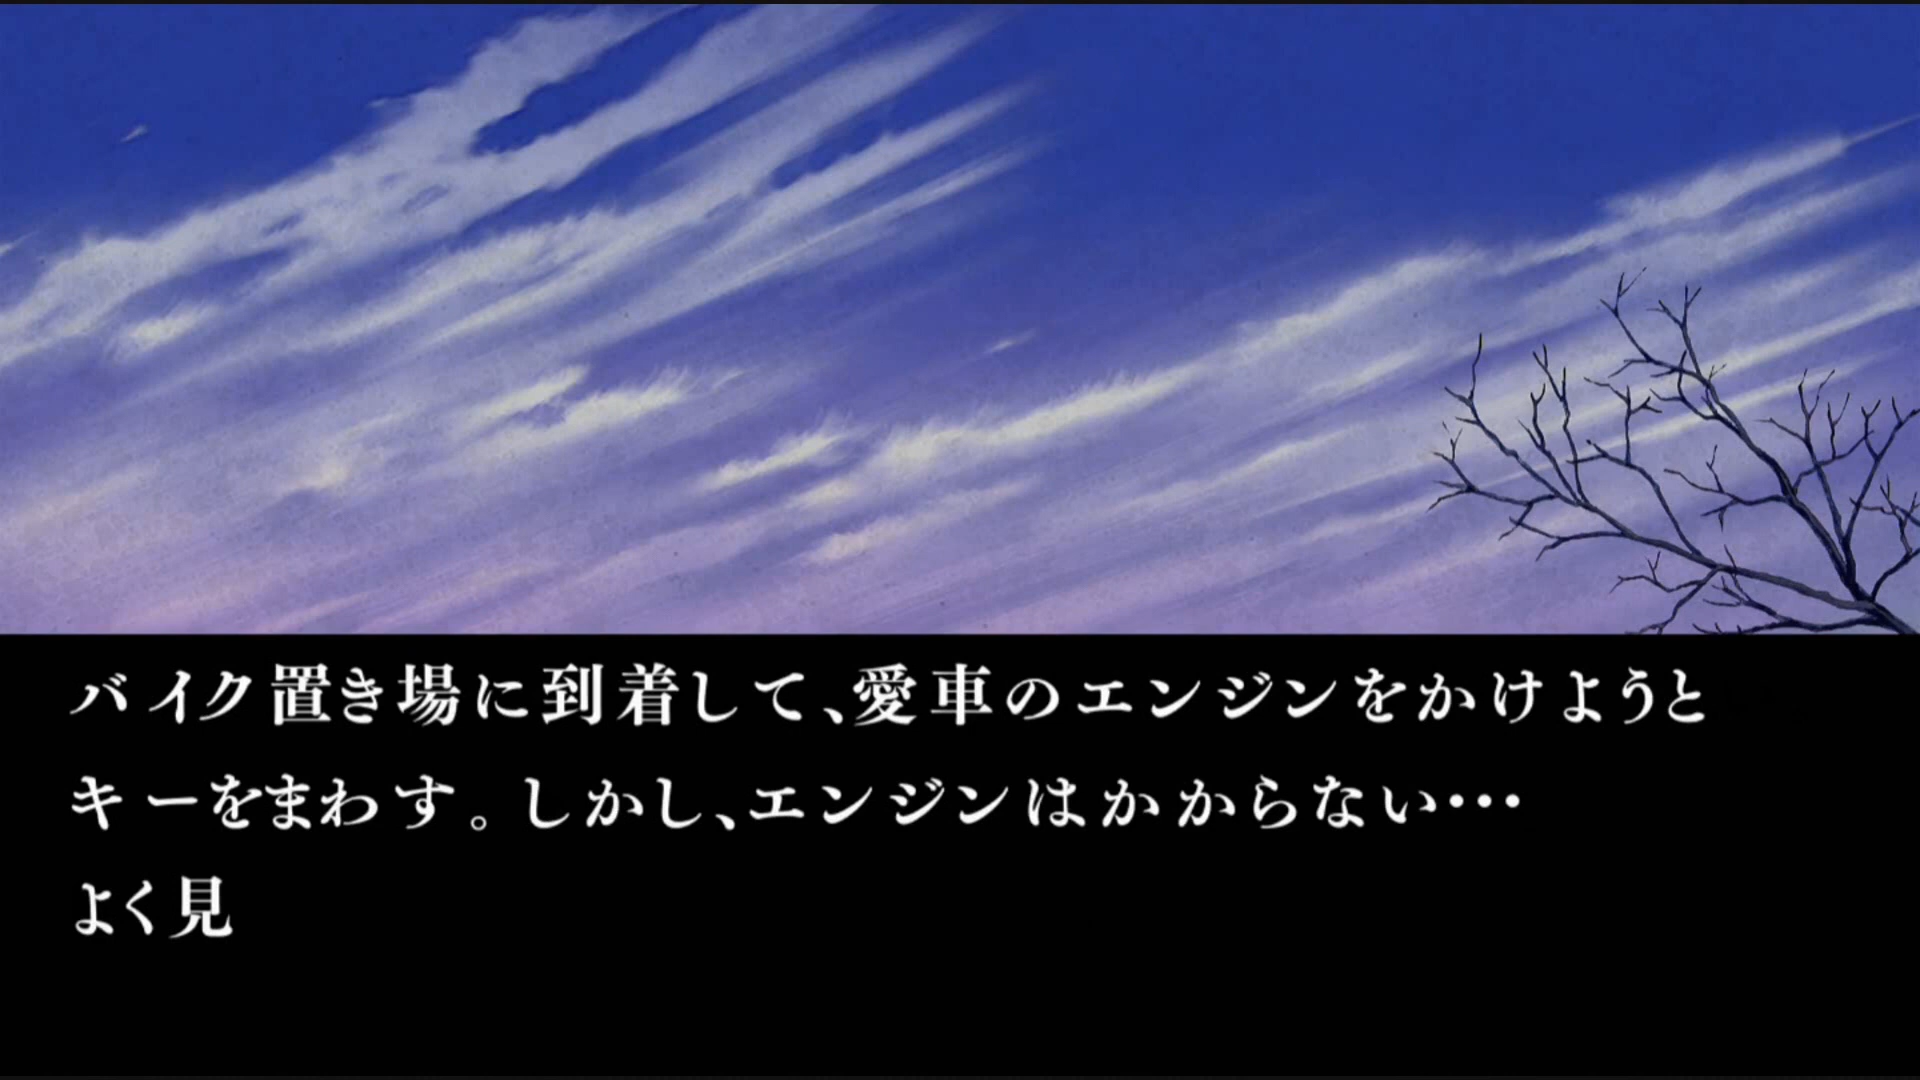 バイク置き場に到着して、愛車のエンジンをかけようと
キーをまわす。しかし、エンジンはかからない・・・
よく見